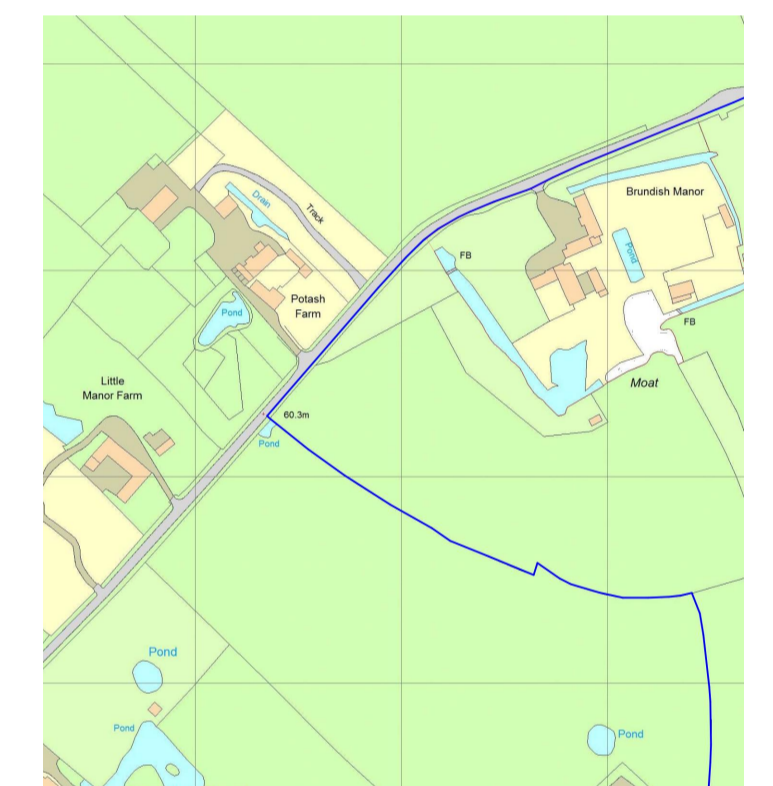 Brundish Manor
Drain
Track
FB
Pond
Potash
Farm
Pond
FB
Little
Manor Farm
Moat
60.3m
Pond
Pond
Pond
Pond